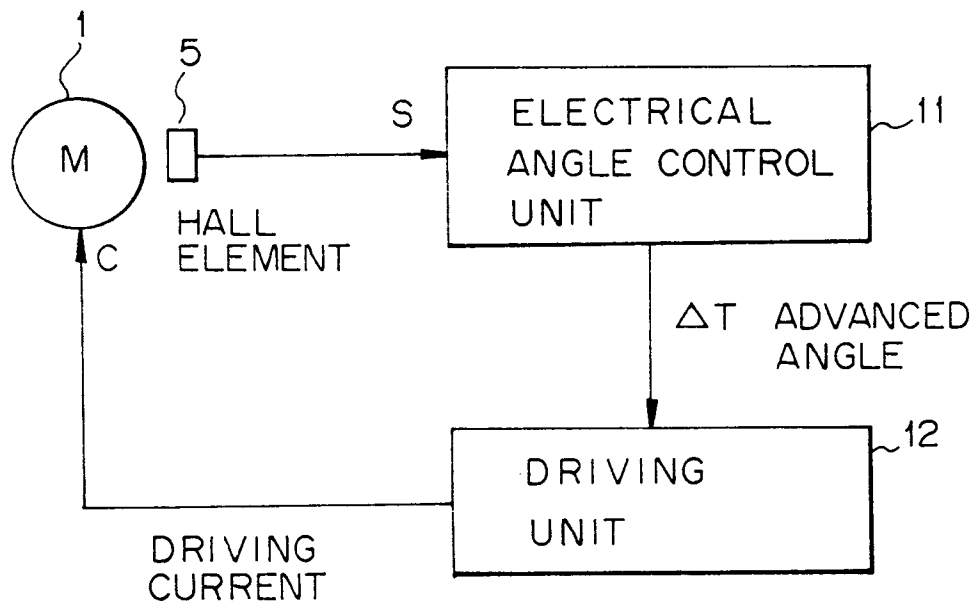 1
5
M
S
ELECTRICAL
ANGLE CONTROL
UNIT
11
HALL
ELEMENT
C
ΔT ADVANCED
ANGLE
12
DRIVING
UNIT
DRIVING
CURRENT